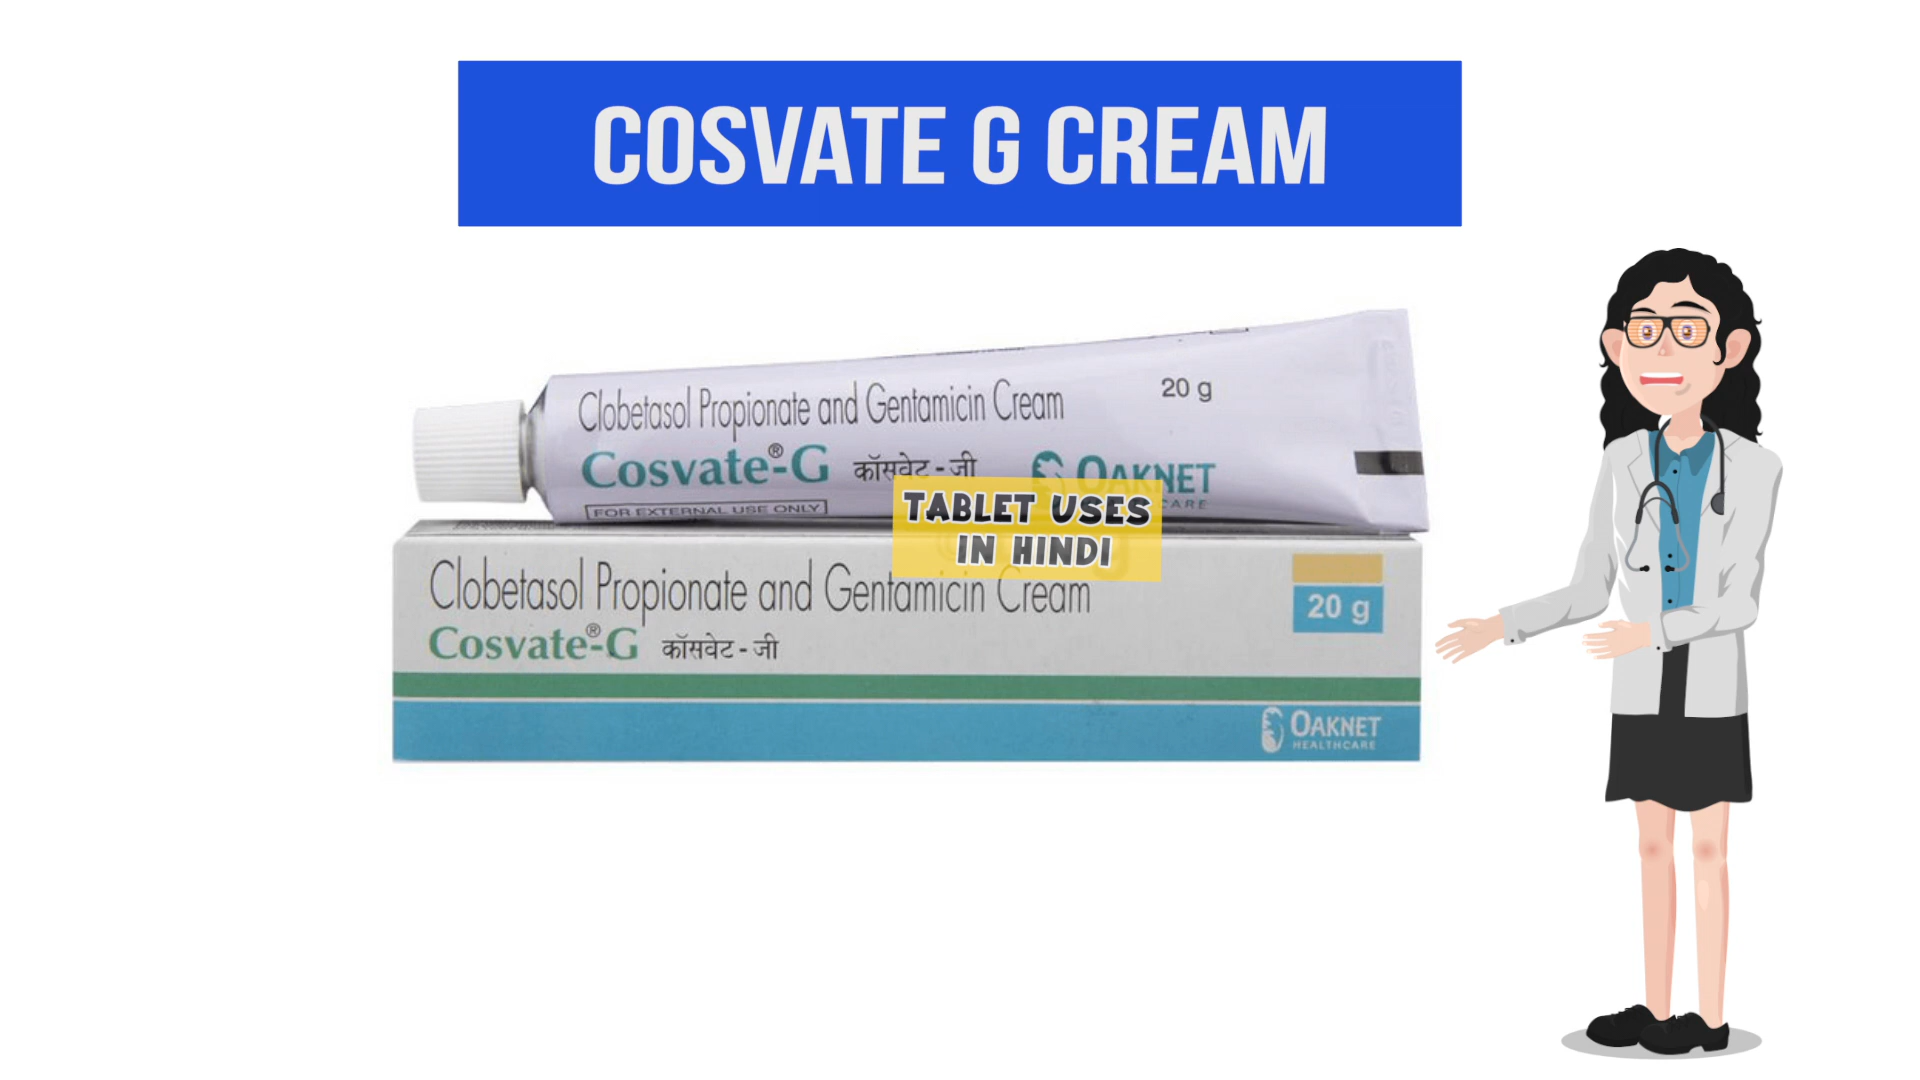 COSVATE G CREAM
Clobetasol Propionate and Gentamicin Cream
20 g
Cosvate®-G कॉसवेट - जी
OAKNET
CARE
FOR EXTERNAL USE ONLY
TABLET USES
IN HINDI
Clobetasol Propionate and Gentamicin Cream
20 g
Cosvate®-G कॉसवेट - जी
OAKNET
HEALTHCARE